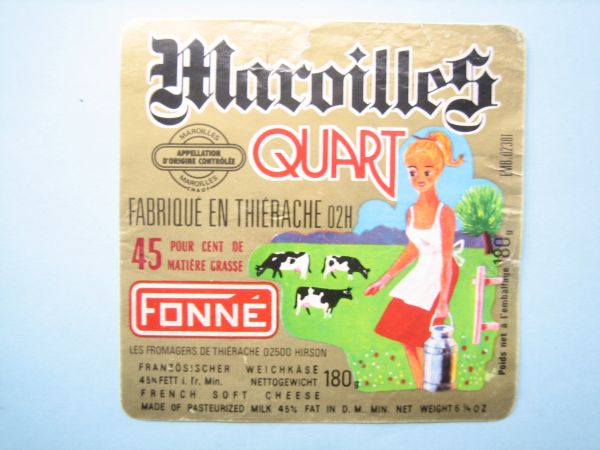 Maroilles
QUART
MAROILLES
APPELLATION
D'ORIGINE CONTRÔLÉE
MAROILLES
EMB.02381
FABRIQUÉ EN THIÉRACHE 02H
45 POUR CENT DE
MATIÈRE GRASSE
FONNÉ
Poids net à l'emballage 180g
LES FROMAGERS DE THIÉRACHE 02500 HIRSON
FRANZÖSISCHER WEICHKÄSE
45% FETT i. Tr. Min. NETTOGEWICHT 180g
FRENCH SOFT CHEESE
MADE OF PASTEURIZED MILK 45% FAT IN D. M. MIN. NET WEIGHT 6 ¼ OZ